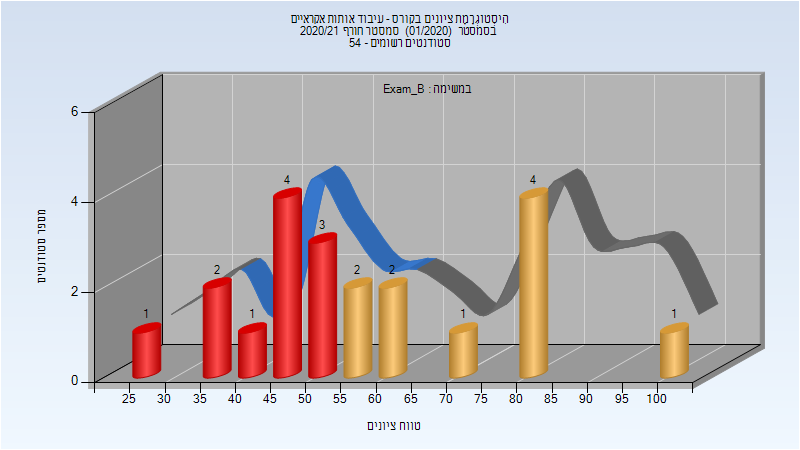 היסטוגרמת ציונים בקורס - עיבוד אותות אקראיים
בסמסטר (01/2020) סמסטר חורף 2020/21
סטודנטים רשומים - 54
במשימה : Exam_B
מספר סטודנטים
6
4
2
0
1
2
1
4
3
2
2
1
4
1
25 30 35 40 45 50 55 60 65 70 75 80 85 90 95 100
טווח ציונים